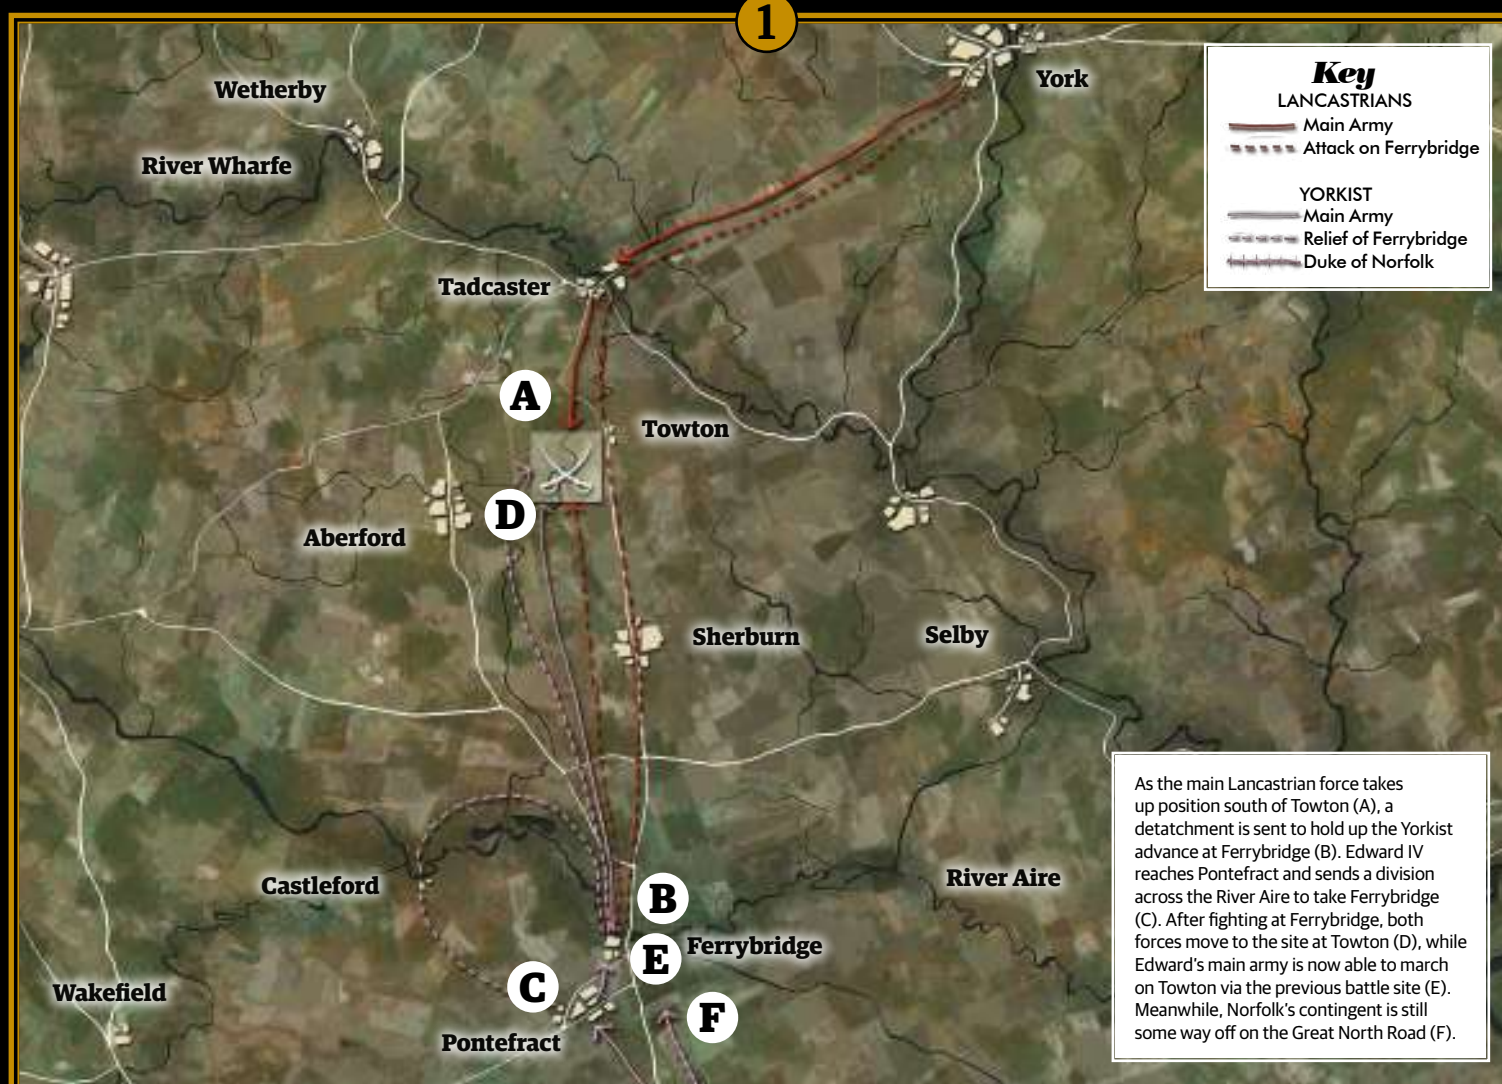 1
Wetherby
York
River Wharfe
Key
LANCASTRIANS
Main Army
Attack on Ferrybridge
YORKIST
Main Army
Relief of Ferrybridge
Duke of Norfolk
Tadcaster
A
Towton
D
Aberford
Sherburn
Selby
Castleford
River Aire
B
Ferrybridge
E
Wakefield
C
F
Pontefract
As the main Lancastrian force takes
up position south of Towton (A), a
detatchment is sent to hold up the Yorkist
advance at Ferrybridge (B). Edward IV
reaches Pontefract and sends a division
across the River Aire to take Ferrybridge
(C). After fighting at Ferrybridge, both
forces move to the site at Towton (D), while
Edward's main army is now able to march
on Towton via the previous battle site (E).
Meanwhile, Norfolk's contingent is still
some way off on the Great North Road (F).